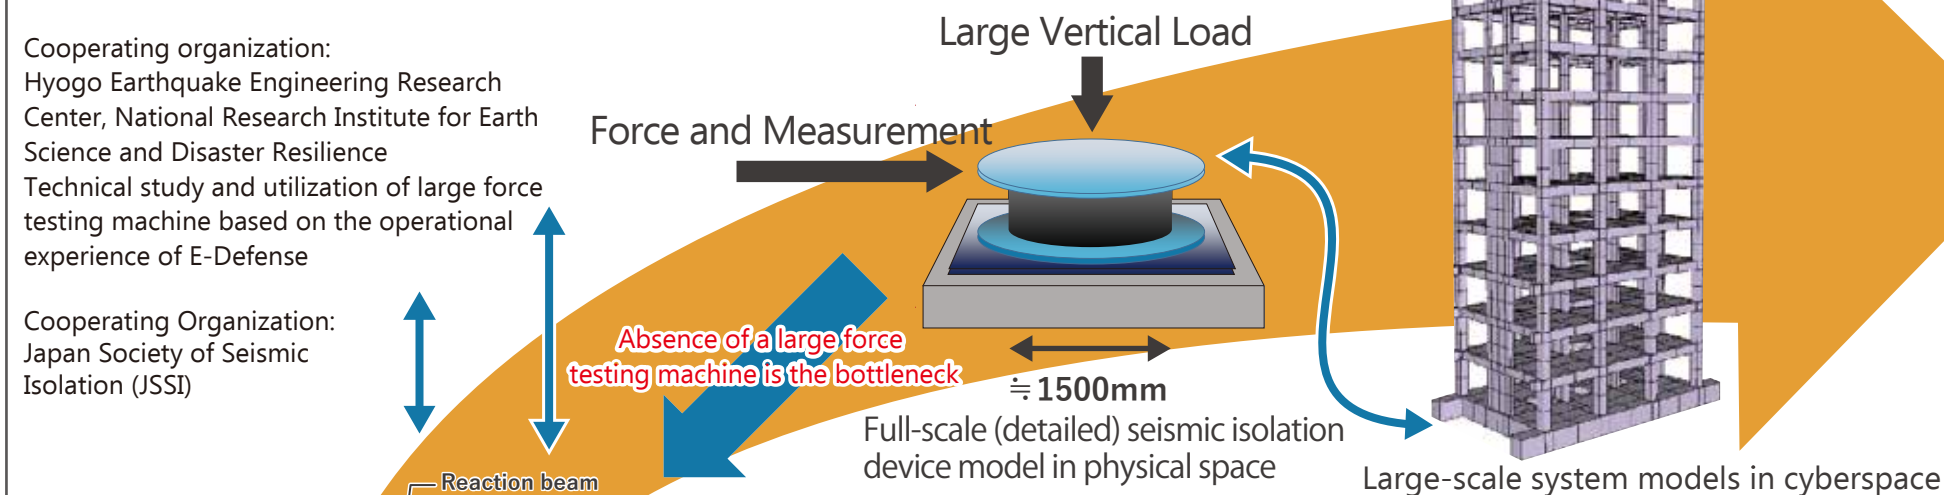 Cooperating organization:
Hyogo Earthquake Engineering Research
Center, National Research Institute for Earth
Science and Disaster Resilience
Technical study and utilization of large force
testing machine based on the operational
experience of E-Defense
Cooperating Organization:
Japan Society of Seismic
Isolation (JSSI)
Large Vertical Load
Force and Measurement
Absence of a large force
testing machine is the bottleneck
≒1500mm
Full-scale (detailed) seismic isolation
device model in physical space
Large-scale system models in cyberspace
Reaction beam